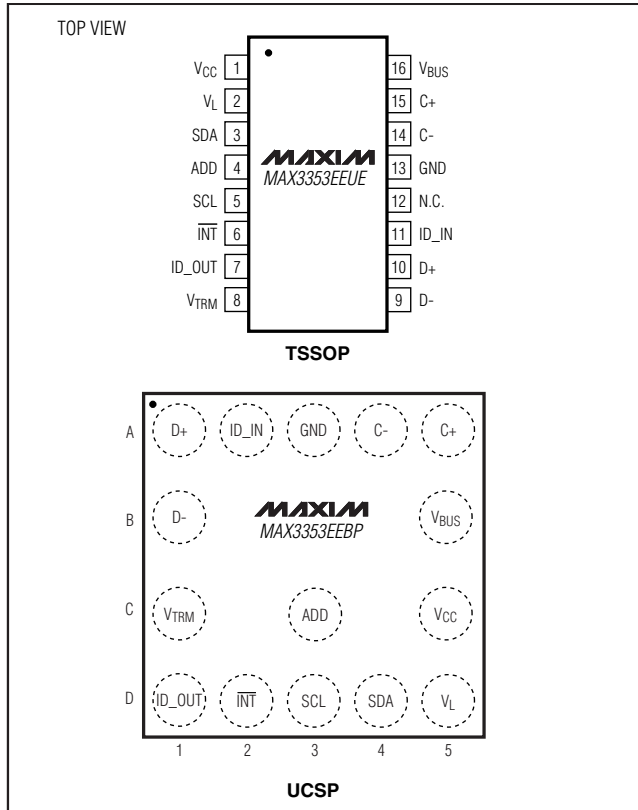 TOP VIEW
VCC 1 16 VBUS
VL 2 15 C+
SDA 3 14 C-
ADD 4 MAXIM 13 GND
MAX3353EEUE
SCL 5 12 N.C.
INT 6 11 ID_IN
ID_OUT 7 10 D+
VTRM 8 9 D-
TSSOP
A D+ ID_IN GND C- C+
B D- MAXIM VBUS
MAX3353EEBP
C VTRM ADD VCC
D ID_OUT INT SCL SDA VL
1 2 3 4 5
UCSP